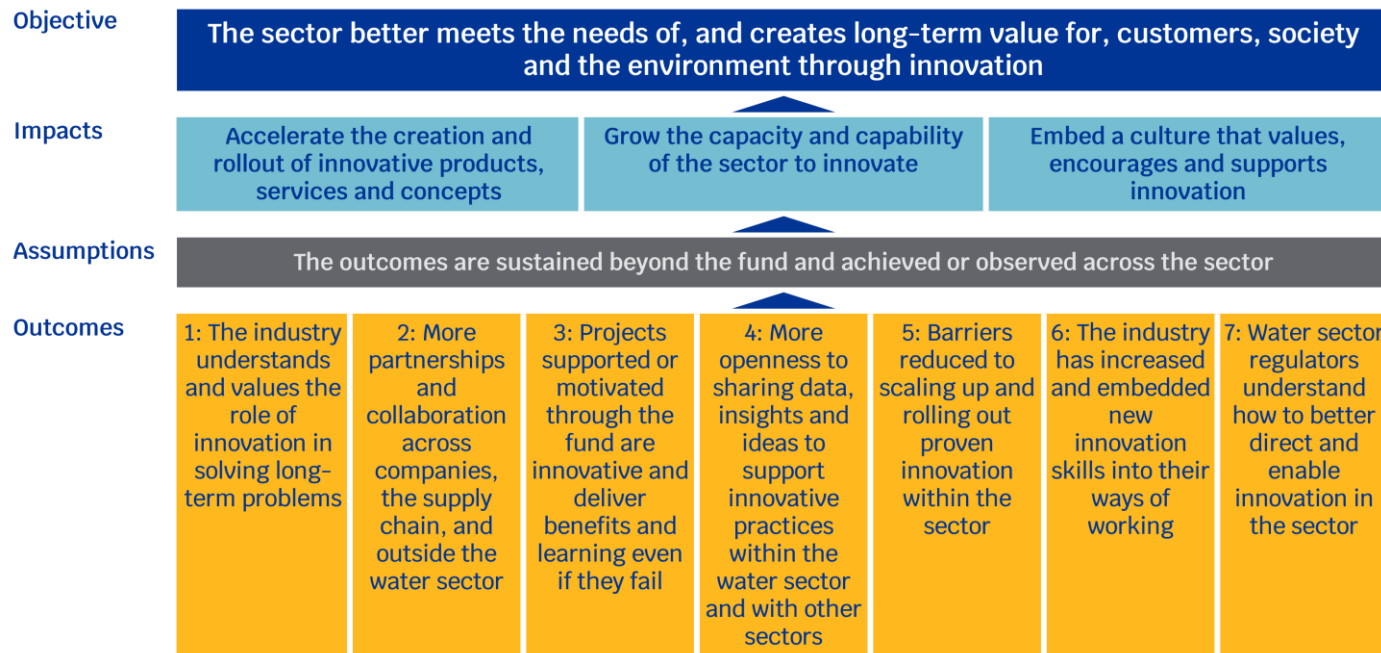 Objective
The sector better meets the needs of, and creates long-term value for, customers, society
and the environment through innovation
Impacts
Accelerate the creation and
rollout of innovative products,
services and concepts
Grow the capacity and capability
of the sector to innovate
Embed a culture that values,
encourages and supports
innovation
Assumptions
The outcomes are sustained beyond the fund and achieved or observed across the sector
Outcomes
1: The industry
understands
and values the
role of
innovation in
solving long-
term problems
2: More
partnerships
and
collaboration
across
companies,
the supply
chain, and
outside the
water sector
3: Projects
supported or
motivated
through the
fund are
innovative and
deliver
benefits and
learning even
if they fail
4: More
openness to
sharing data,
insights and
ideas to
support
innovative
practices
within the
water sector
and with other
sectors
5: Barriers
reduced to
scaling up and
rolling out
proven
innovation
within the
sector
6: The industry
has increased
and embedded
new
innovation
skills into their
ways of
working
7: Water sector
regulators
understand
how to better
direct and
enable
innovation in
the sector